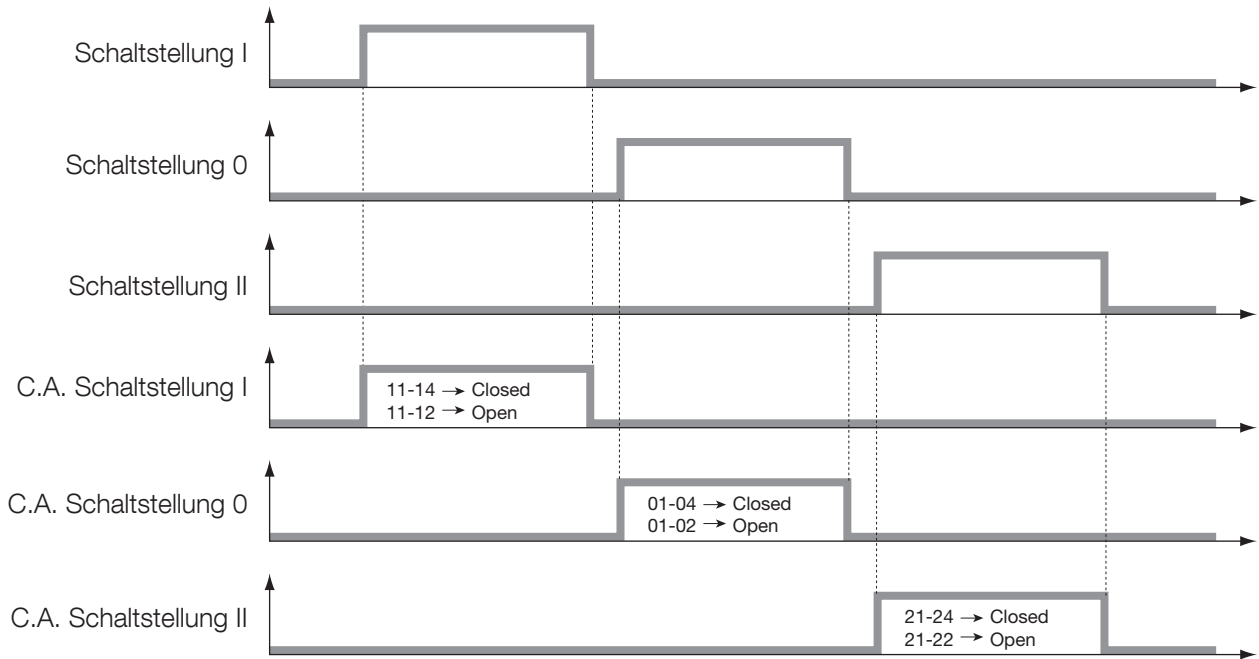 Schaltstellung I
Schaltstellung 0
Schaltstellung II
C.A. Schaltstellung I
11-14 → Closed
11-12 → Open
C.A. Schaltstellung 0
01-04 → Closed
01-02 → Open
C.A. Schaltstellung II
21-24 → Closed
21-22 → Open